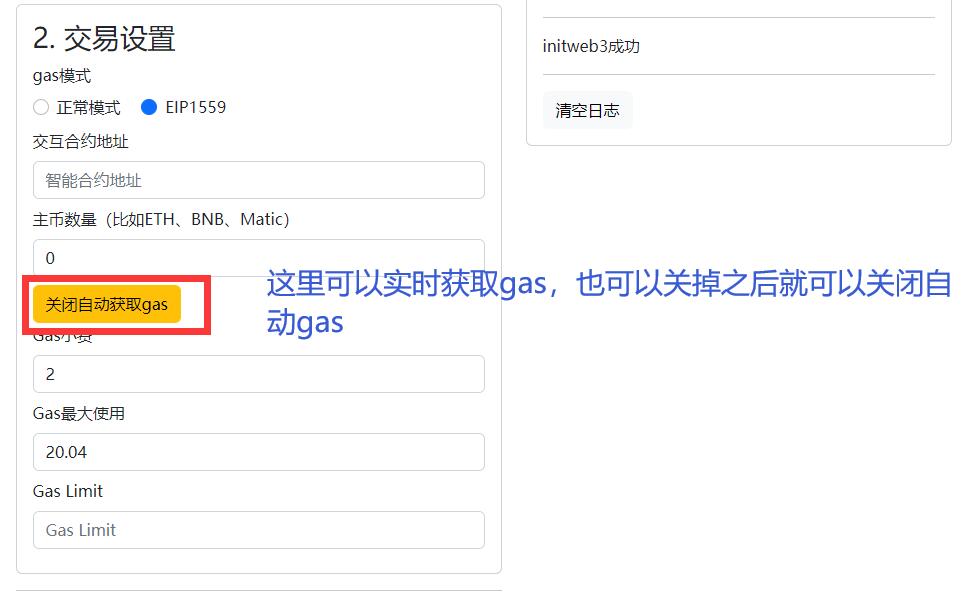 2. 交易设置
gas模式
正常模式 EIP1559
交互合约地址
智能合约地址
主币数量（比如ETH、BNB、Matic）
0
关闭自动获取gas
Gas小费
2
Gas最大使用
20.04
Gas Limit
Gas Limit
这里可以实时获取gas，也可以关掉之后就可以关闭自
动gas
initweb3成功
清空日志